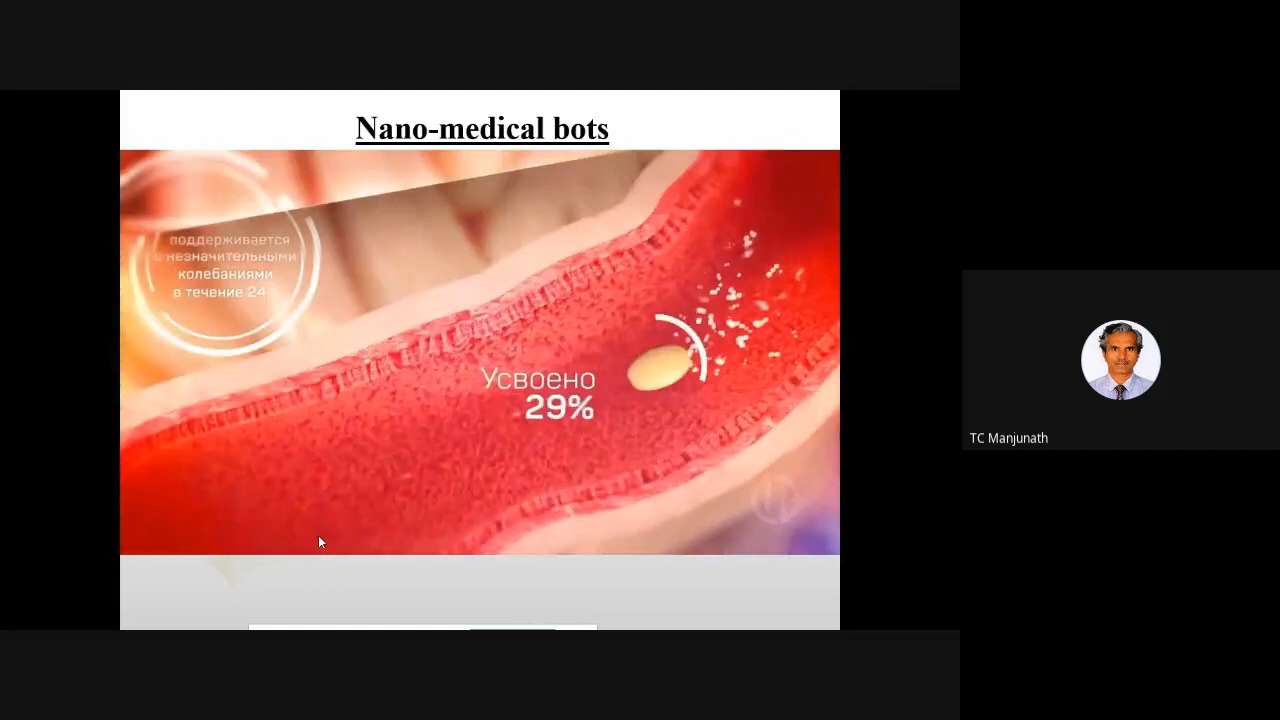 Nano-medical bots
поддерживается
с незначительными
колебаниями
в течение 24
Усвоено
29%
TC Manjunath